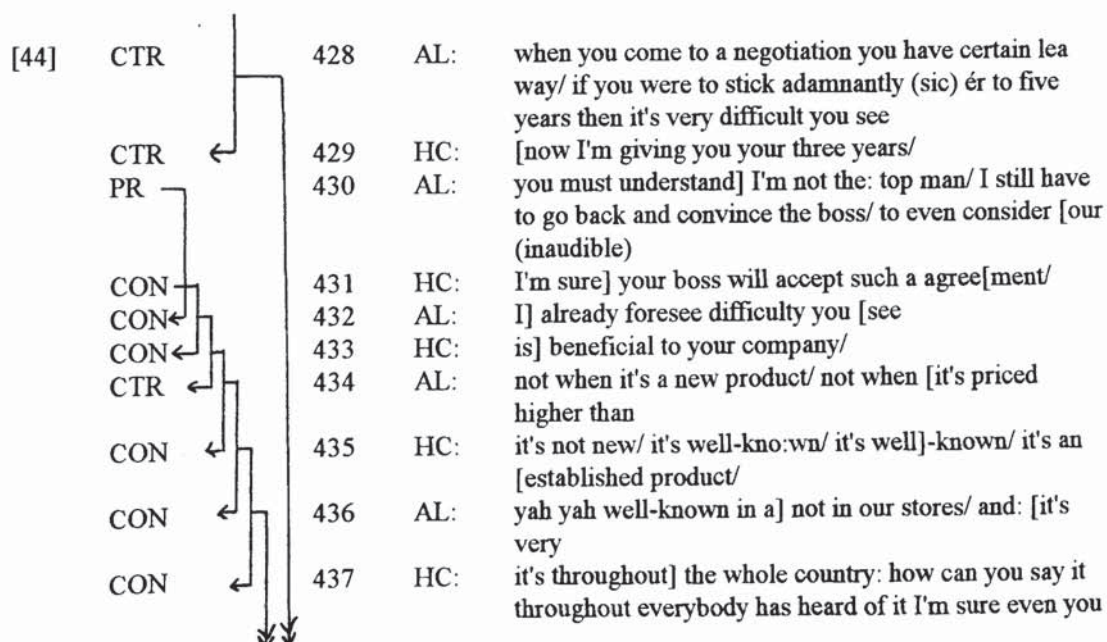 [44] CTR 428 AL: when you come to a negotiation you have certain lea
way/ if you were to stick adamnantly (sic) ér to five
years then it's very difficult you see
CTR 429 HC: [now I'm giving you your three years/
PR 430 AL: you must understand] I'm not the: top man/ I still have
to go back and convince the boss/ to even consider [our
(inaudible)
CON 431 HC: I'm sure] your boss will accept such a agree[ment/
CON 432 AL: I] already foresee difficulty you [see
CON 433 HC: is] beneficial to your company/
CTR 434 AL: not when it's a new product/ not when [it's priced
higher than
CON 435 HC: it's not new/ it's well-kno:wn/ it's well]-known/ it's an
[established product/
CON 436 AL: yah yah well-known in a] not in our stores/ and: [it's
very
CON 437 HC: it's throughout] the whole country: how can you say it
throughout everybody has heard of it I'm sure even you